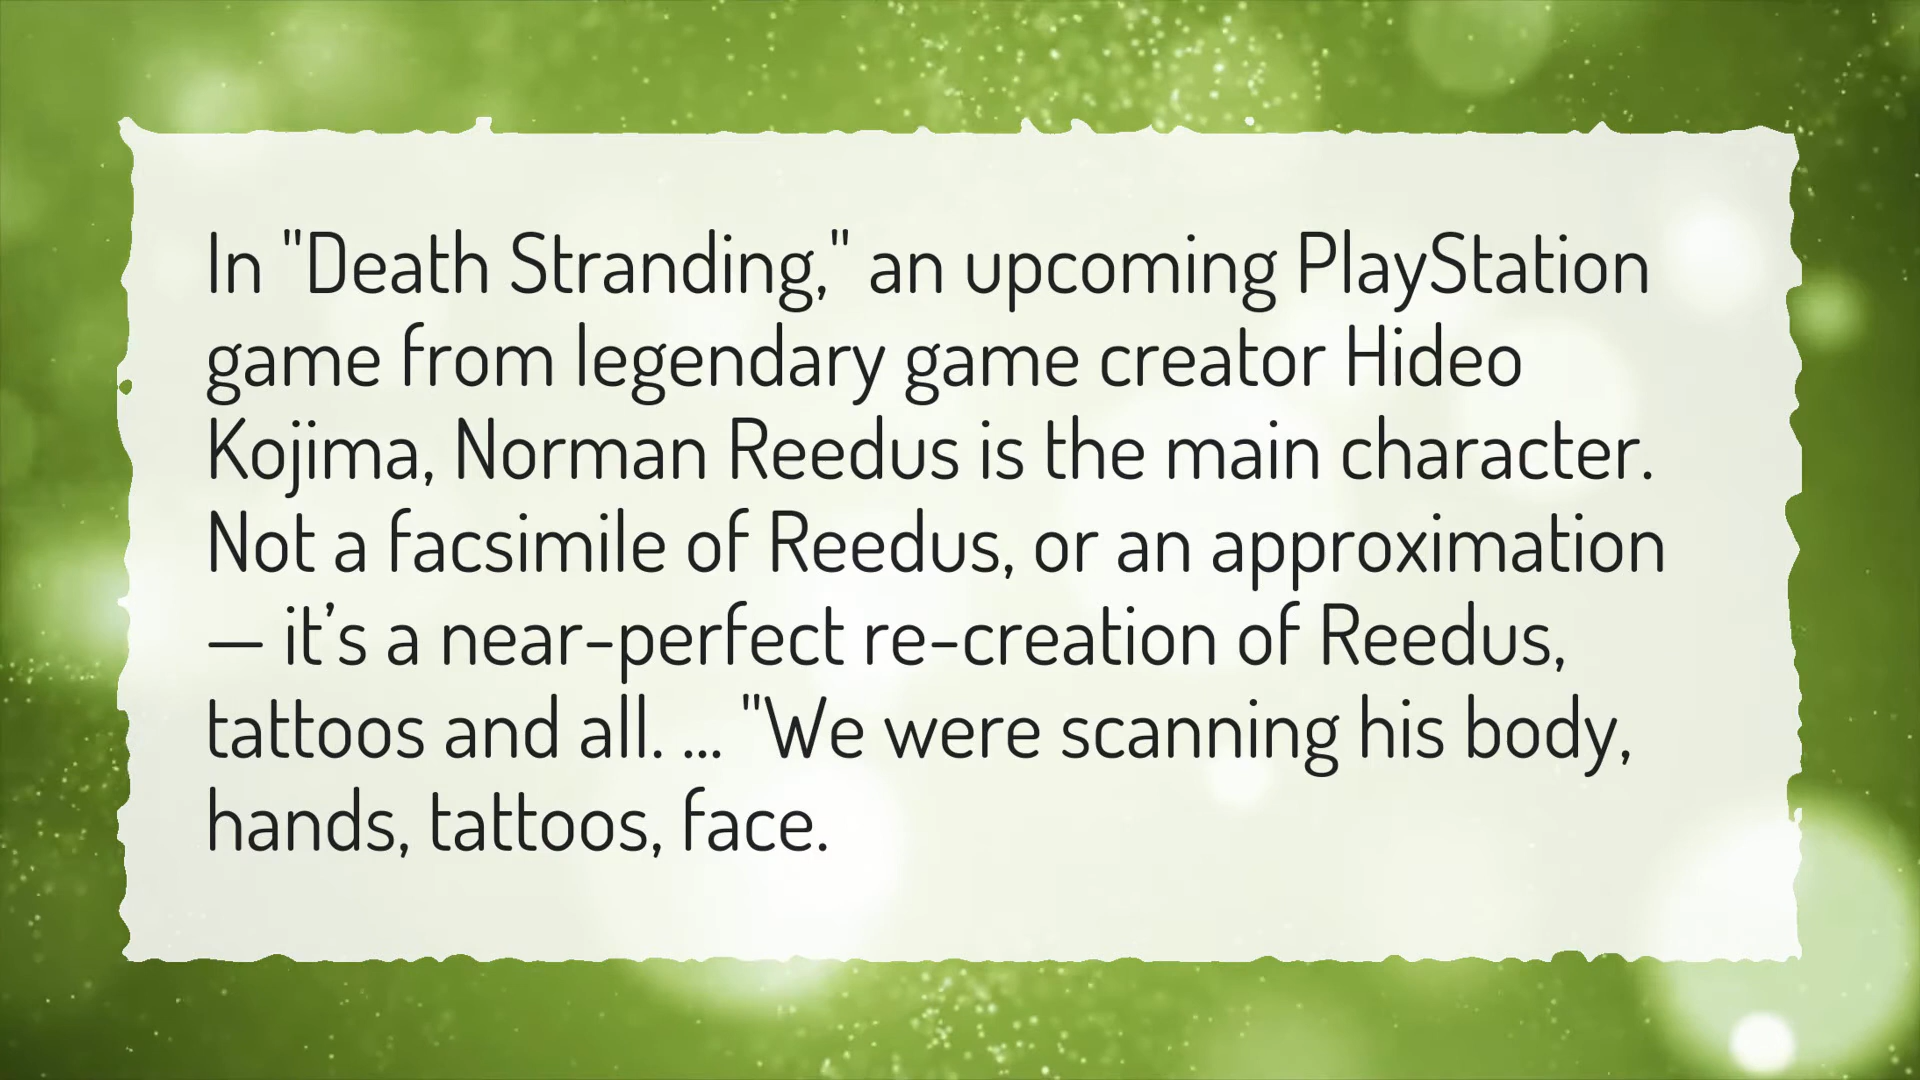 In "Death Stranding," an upcoming PlayStation
game from legendary game creator Hideo
Kojima, Norman Reedus is the main character.
Not a facsimile of Reedus, or an approximation
— it’s a near-perfect re-creation of Reedus,
tattoos and all. ... "We were scanning his body,
hands, tattoos, face.